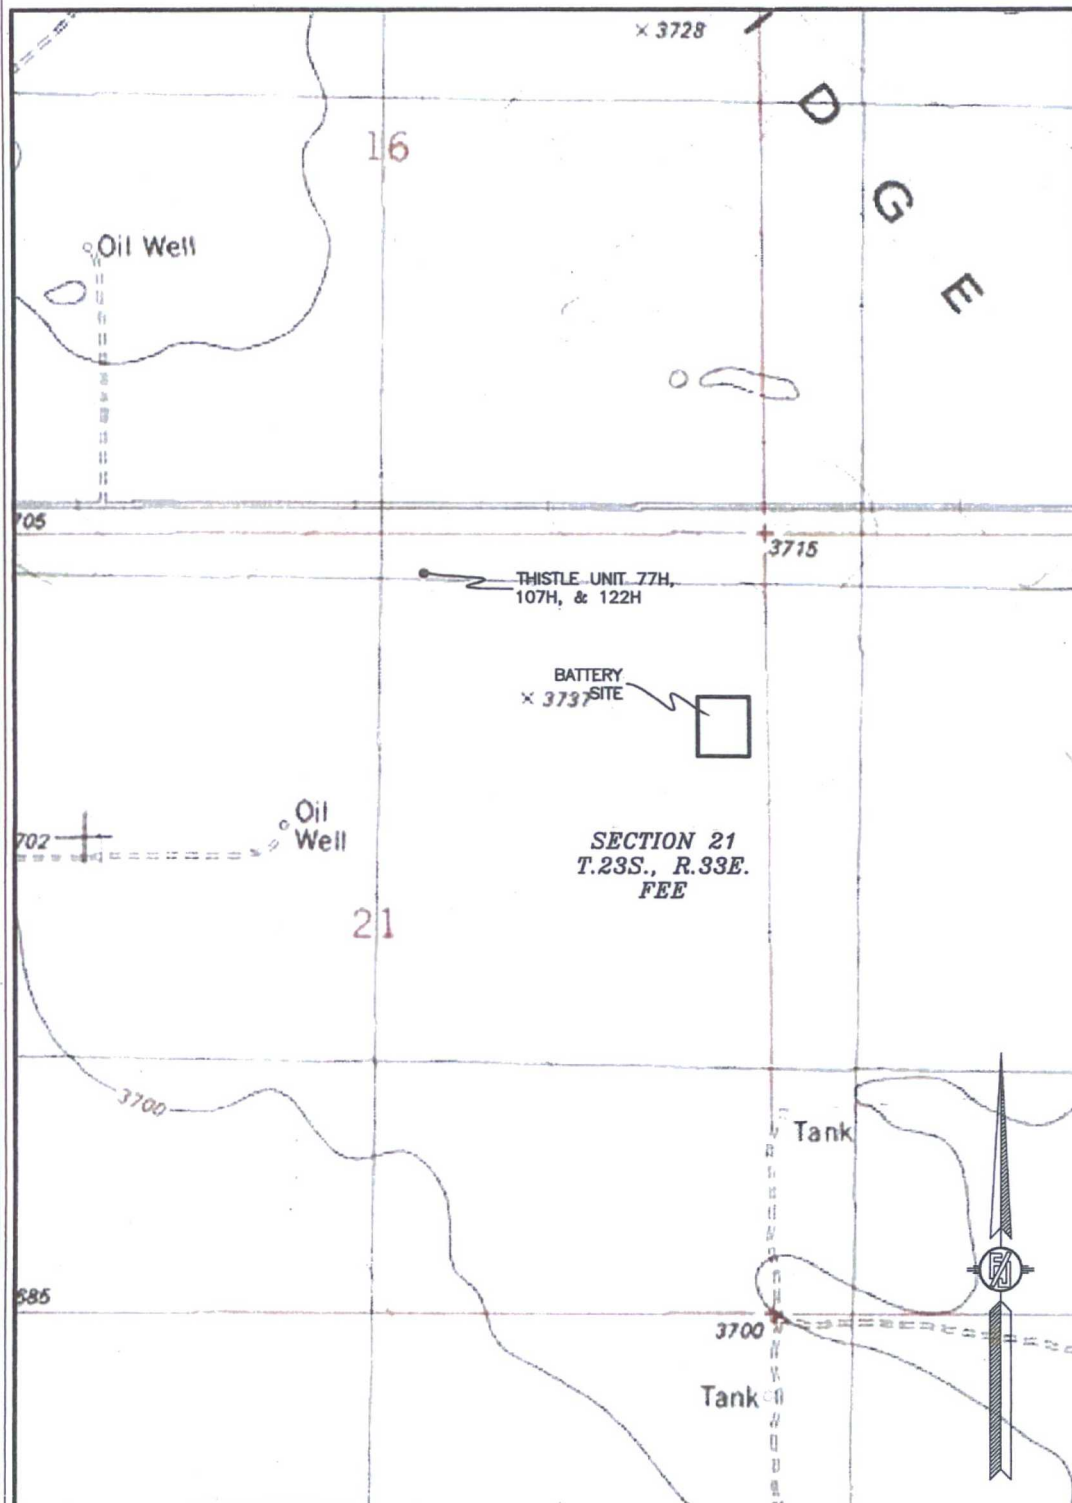 × 3728
D
G
E
16
Oil Well
705
3715
THISTLE UNIT 77H,
107H, & 122H
BATTERY
SITE
× 3737
Oil
Well
702
SECTION 21
T.23S., R.33E.
FEE
21
3700
Tank
685
3700
Tank